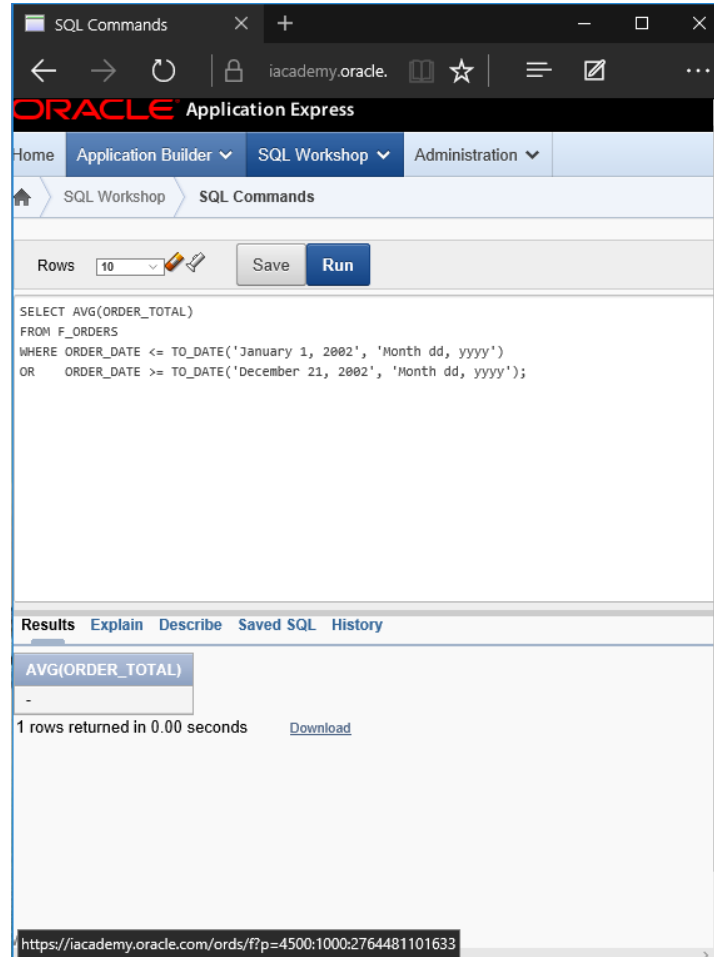 SQL Commands
iacademy.oracle.
ORACLE Application Express
Home Application Builder SQL Workshop Administration
SQL Workshop SQL Commands
Rows 10 Save Run
SELECT AVG(ORDER_TOTAL)
FROM F_ORDERS
WHERE ORDER_DATE <= TO_DATE('January 1, 2002', 'Month dd, yyyy')
OR ORDER_DATE >= TO_DATE('December 21, 2002', 'Month dd, yyyy');
Results Explain Describe Saved SQL History
AVG(ORDER_TOTAL)
-
1 rows returned in 0.00 seconds Download
https://iacademy.oracle.com/ords/f?p=4500:1000:2764481101633